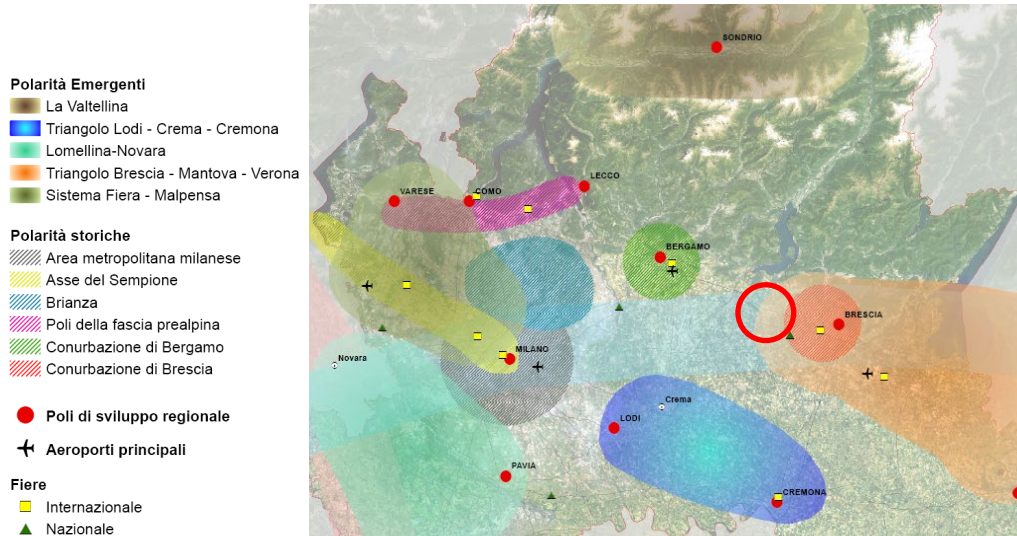 Polarità Emergenti
La Valtellina
Triangolo Lodi - Crema - Cremona
Lomellina-Novara
Triangolo Brescia - Mantova - Verona
Sistema Fiera - Malpensa
Polarità storiche
Area metropolitana milanese
Asse del Sempione
Brianza
Poli della fascia prealpina
Conurbazione di Bergamo
Conurbazione di Brescia
Poli di sviluppo regionale
Aeroporti principali
Fiere
Internazionale
Nazionale
SONDRIO
LECCO
VARESE
COMO
BERGAMO
BRESCIA
MILANO
Novara
Crema
LODI
PAVIA
CREMONA